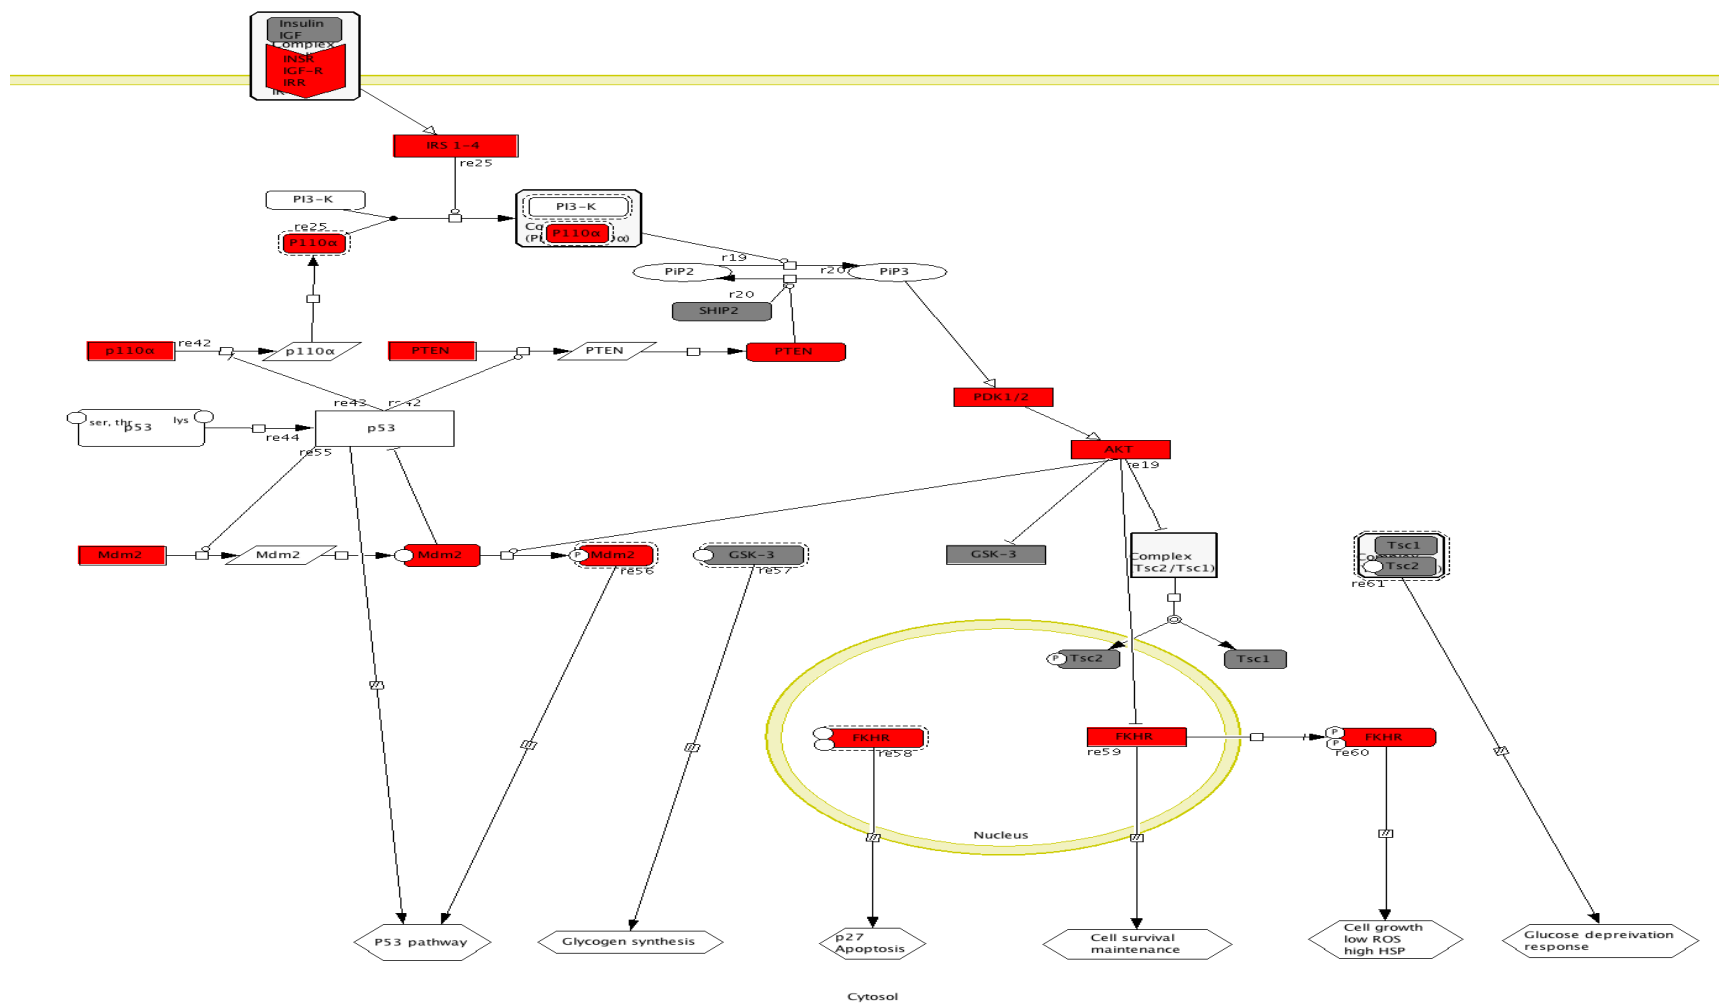 Insulin
IGF
Complex
INSR
IGF-R
IRR
IRS 1-4
re25
PI3-K
re25
P110α
PI3-K
P110α
r19
PiP2
r20
PiP3
r20
SHIP2
p110α
re42
p110α
PTEN
PTEN
PTEN
PDK1/2
re43
ser, thr
lys
p53
re44
p53
re55
AKT
re19
Mdm2
Mdm2
Mdm2
P
Mdm2
re56
GSK-3
re57
GSK-3
Complex
Tsc2/Tsc1)
Tsc1
Tsc2
re61
P
Tsc2
Tsc1
FKHR
re58
FKHR
re59
P
P
FKHR
re60
Nucleus
P53 pathway
Glycogen synthesis
p27
Apoptosis
Cell survival
maintenance
Cell growth
low ROS
high HSP
Glucose depreivation
response
Cytosol